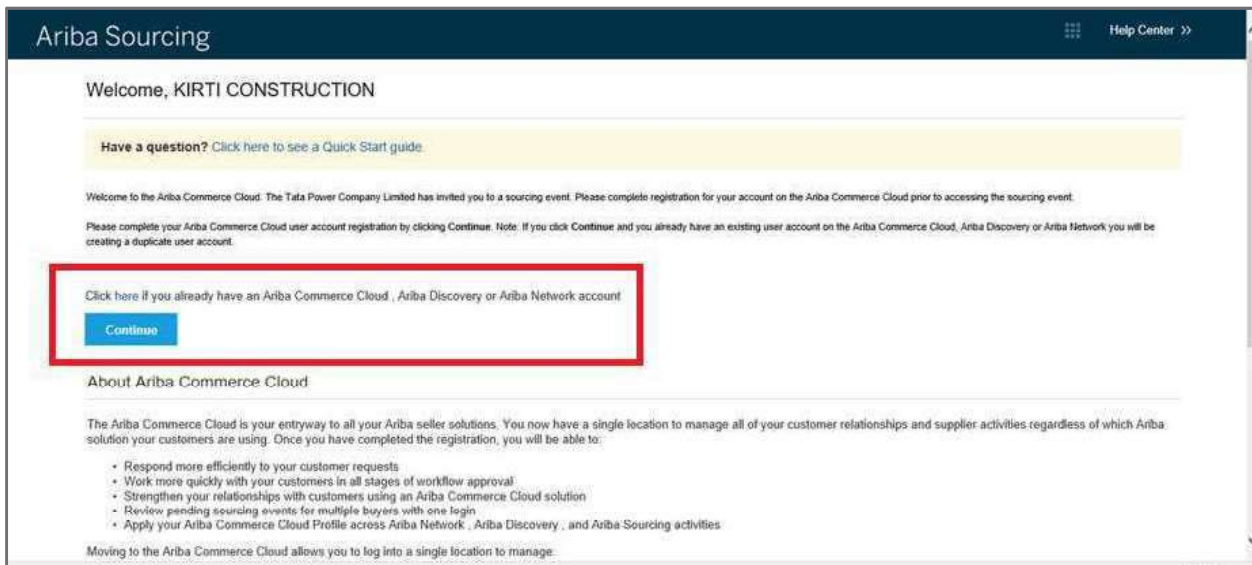 Ariba Sourcing
Help Center >>
Welcome, KIRTI CONSTRUCTION
Have a question? Click here to see a Quick Start guide.
Welcome to the Ariba Commerce Cloud. The Tata Power Company Limited has invited you to a sourcing event. Please complete registration for your account on the Ariba Commerce Cloud prior to accessing the sourcing event.
Please complete your Ariba Commerce Cloud user account registration by clicking Continue. Note: If you click Continue and you already have an existing user account on the Ariba Commerce Cloud, Ariba Discovery or Ariba Network you will be
creating a duplicate user account.
Click here if you already have an Ariba Commerce Cloud , Ariba Discovery or Ariba Network account
Continue
About Ariba Commerce Cloud
The Ariba Commerce Cloud is your entryway to all your Ariba seller solutions. You now have a single location to manage all of your customer relationships and supplier activities regardless of which Ariba
solution your customers are using. Once you have completed the registration, you will be able to:
• Respond more efficiently to your customer requests
• Work more quickly with your customers in all stages of workflow approval
• Strengthen your relationships with customers using an Ariba Commerce Cloud solution
• Review pending sourcing events for multiple buyers with one login
• Apply your Ariba Commerce Cloud Profile across Ariba Network , Ariba Discovery , and Ariba Sourcing activities
Moving to the Ariba Commerce Cloud allows you to log into a single location to manage: